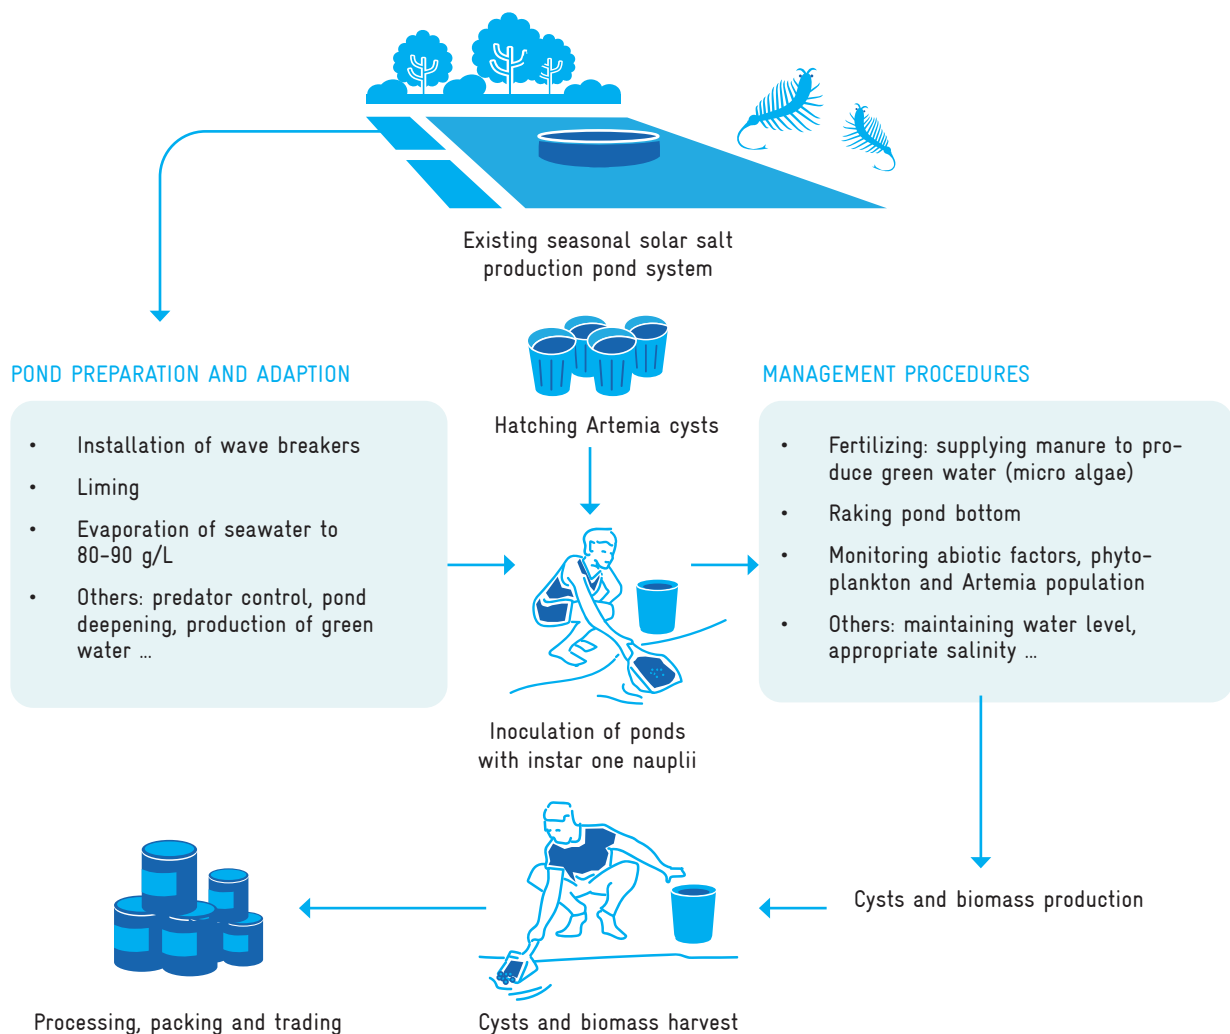 Existing seasonal solar salt
production pond system
POND PREPARATION AND ADAPTION
• Installation of wave breakers
• Liming
• Evaporation of seawater to
80-90 g/L
• Others: predator control, pond
deepening, production of green
water ...
Hatching Artemia cysts
Inoculation of ponds
with instar one nauplii
MANAGEMENT PROCEDURES
• Fertilizing: supplying manure to pro-
duce green water (micro algae)
• Raking pond bottom
• Monitoring abiotic factors, phyto-
plankton and Artemia population
• Others: maintaining water level,
appropriate salinity ...
Cysts and biomass production
Cysts and biomass harvest
Processing, packing and trading